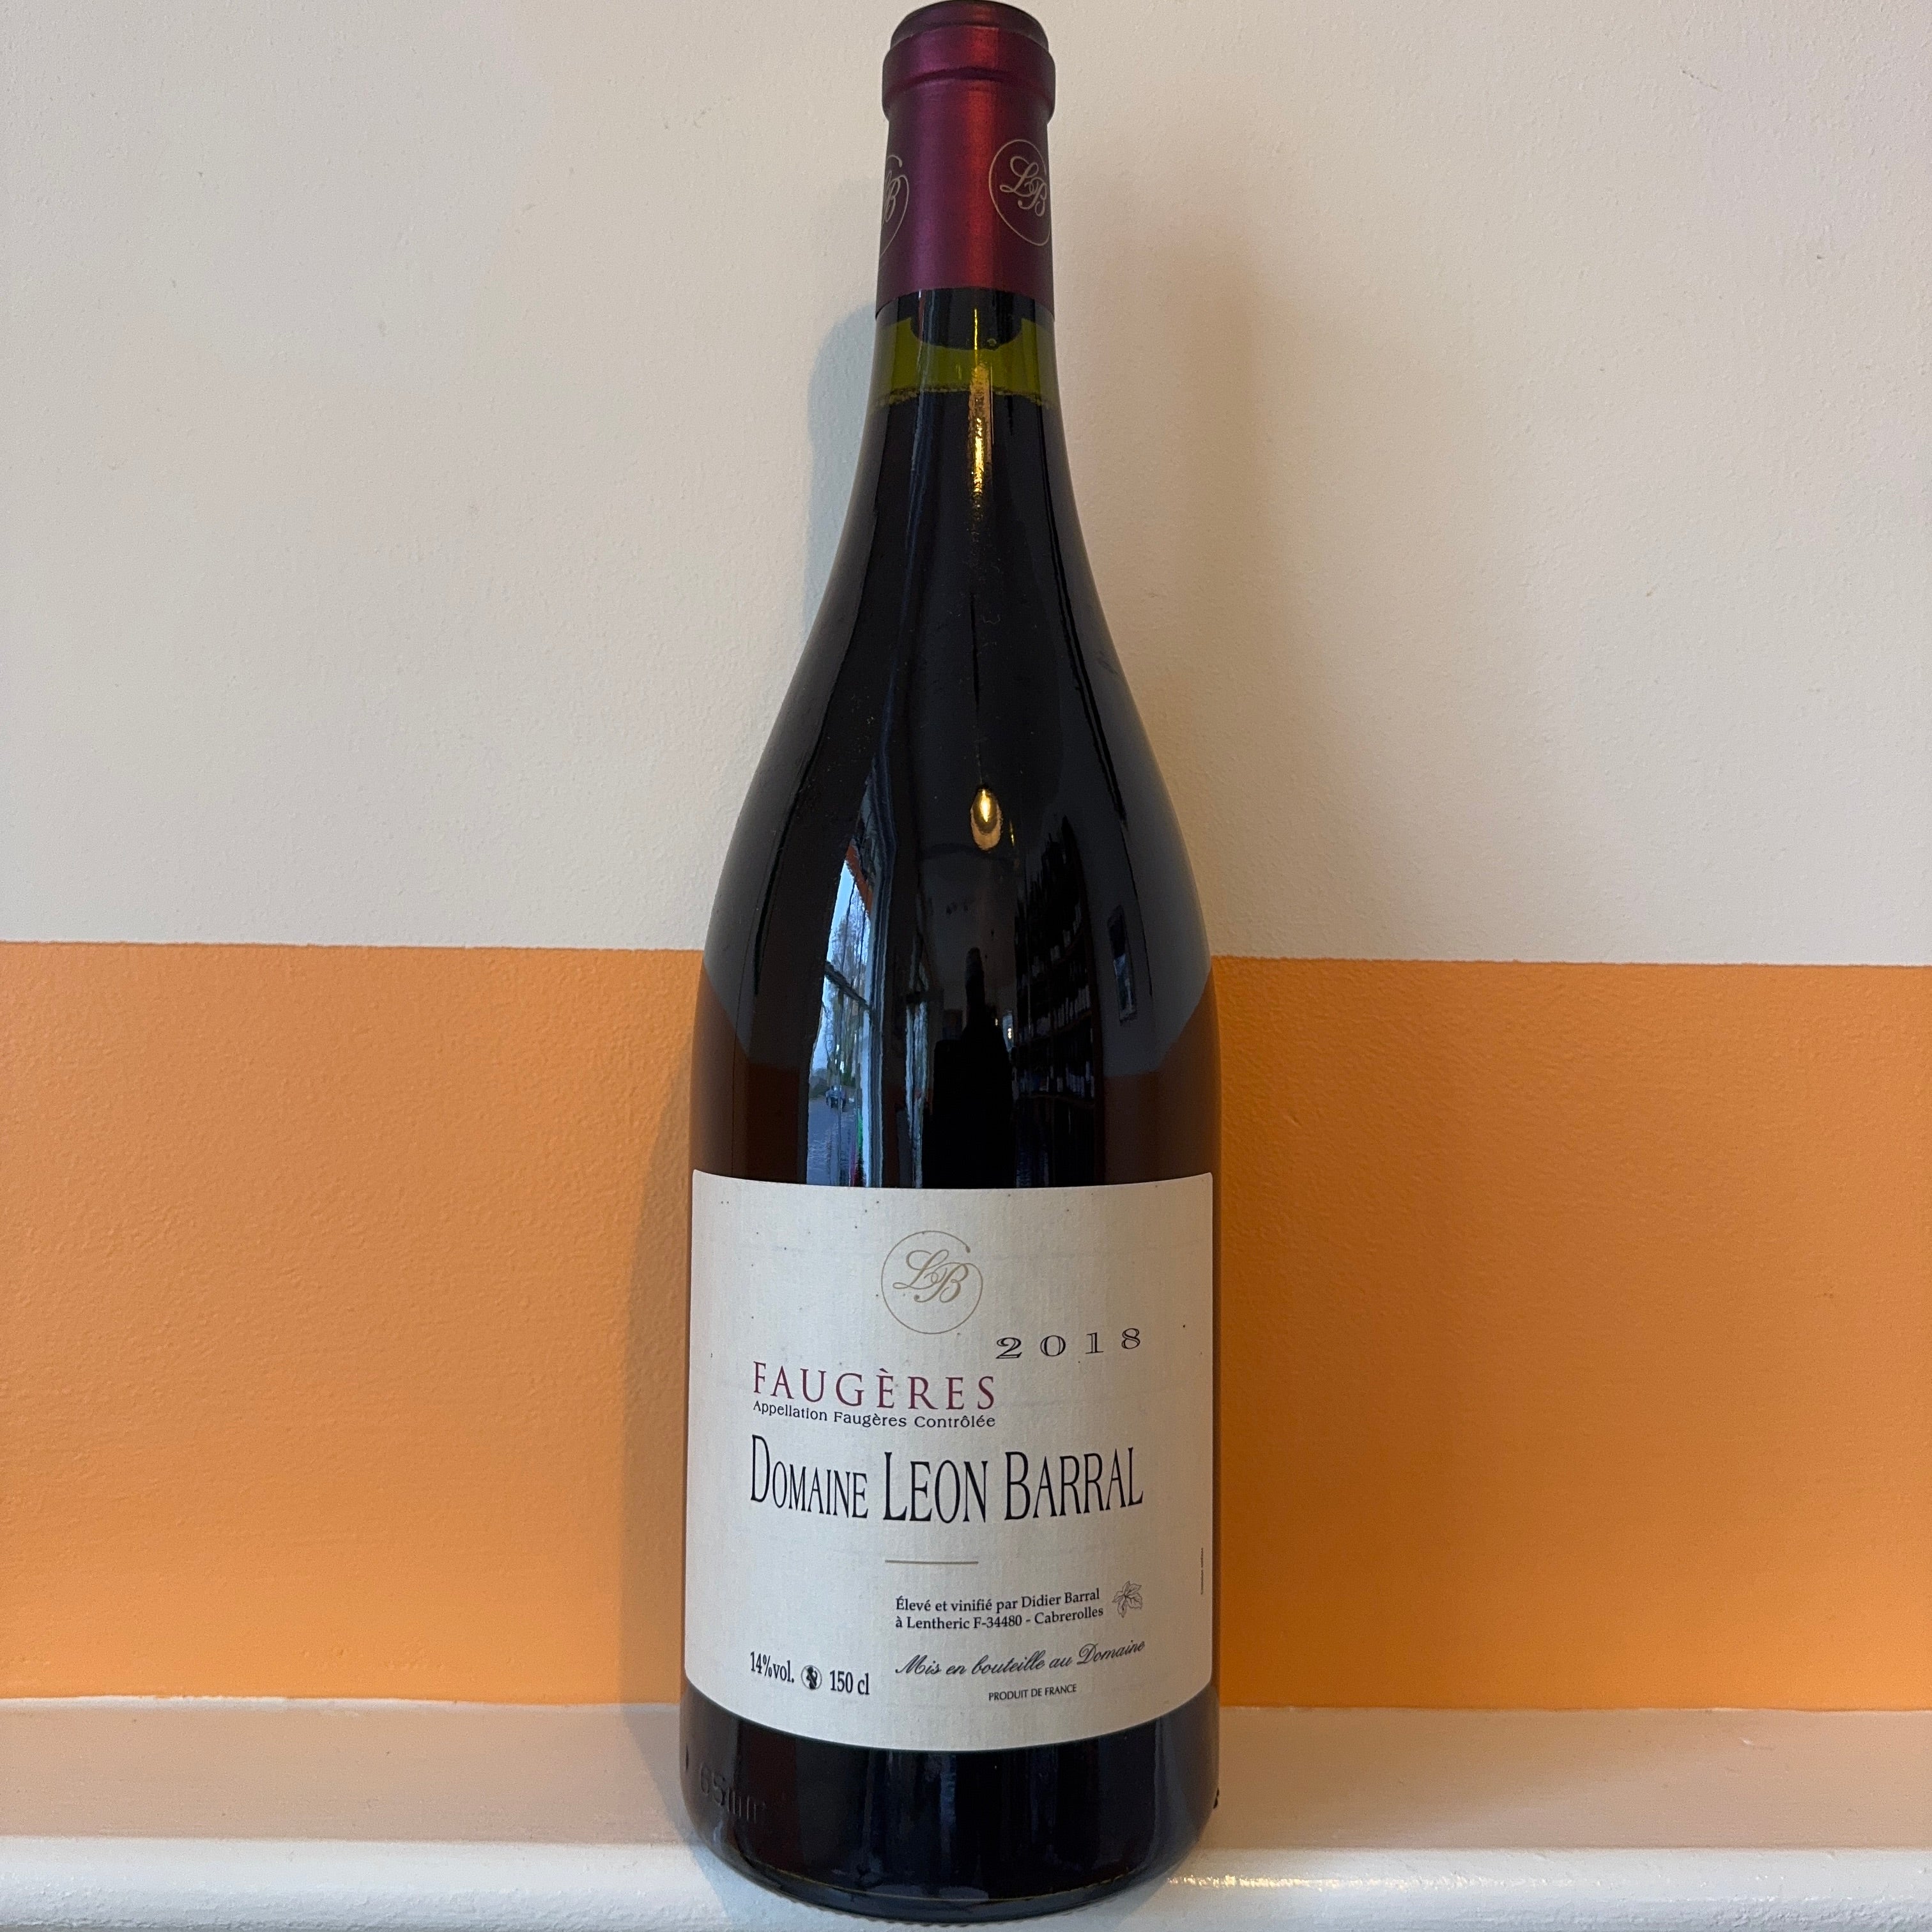 LB
LB
2018
FAUGÈRES
Appellation Faugères Contrôlée
DOMAINE LEON BARRAL
Élevé et vinifié par Didier Barral
à Lentheric F-34480 - Cabrerolles
Mis en bouteille au Domaine
14%vol. 150 cl
PRODUIT DE FRANCE